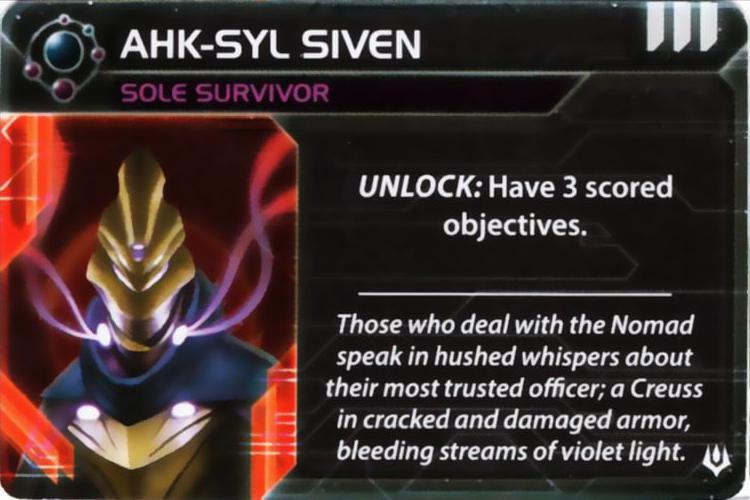 AHK-SYL SIVEN
SOLE SURVIVOR
UNLOCK: Have 3 scored
objectives.
Those who deal with the Nomad
speak in hushed whispers about
their most trusted officer; a Creuss
in cracked and damaged armor,
bleeding streams of violet light.